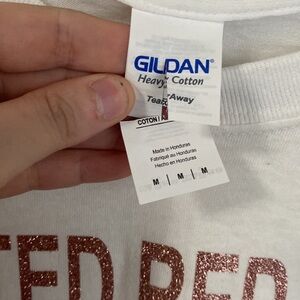 GILDAN
Heavy Cotton
TearAway
COTON
Made in Honduras
Fabriqué au Honduras
Hecho en Honduras
M | M | M
TED RED